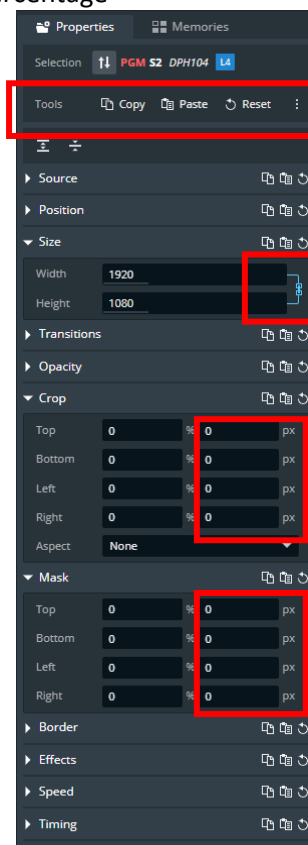 Properties Memories
Selection PGM S2 DPH104 L4
Tools Copy Paste Reset
Source
Position
Size
Width 1920
Height 1080
Transitions
Opacity
Crop
Top 0 % 0 px
Bottom 0 % 0 px
Left 0 % 0 px
Right 0 % 0 px
Aspect None
Mask
Top 0 % 0 px
Bottom 0 % 0 px
Left 0 % 0 px
Right 0 % 0 px
Border
Effects
Speed
Timing